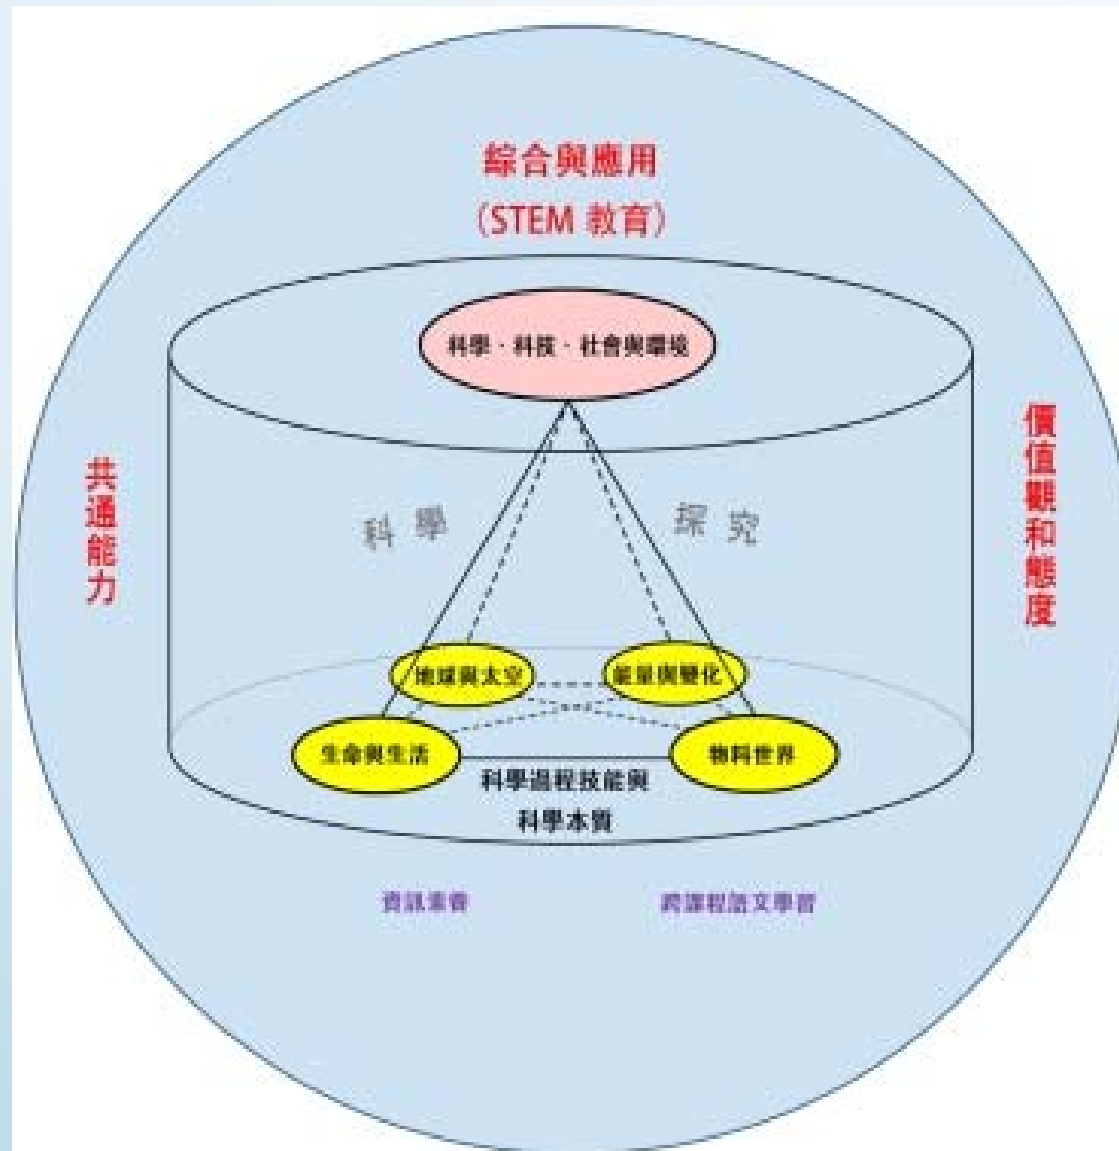 綜合與應用
(STEM 教育)
科學‧科技‧社會與環境
共通能力
價值觀和態度
科學
探究
地球與太空
能量與變化
生命與生活
物料世界
科學過程技能與
科學本質
資訊素養
跨課程語文學習